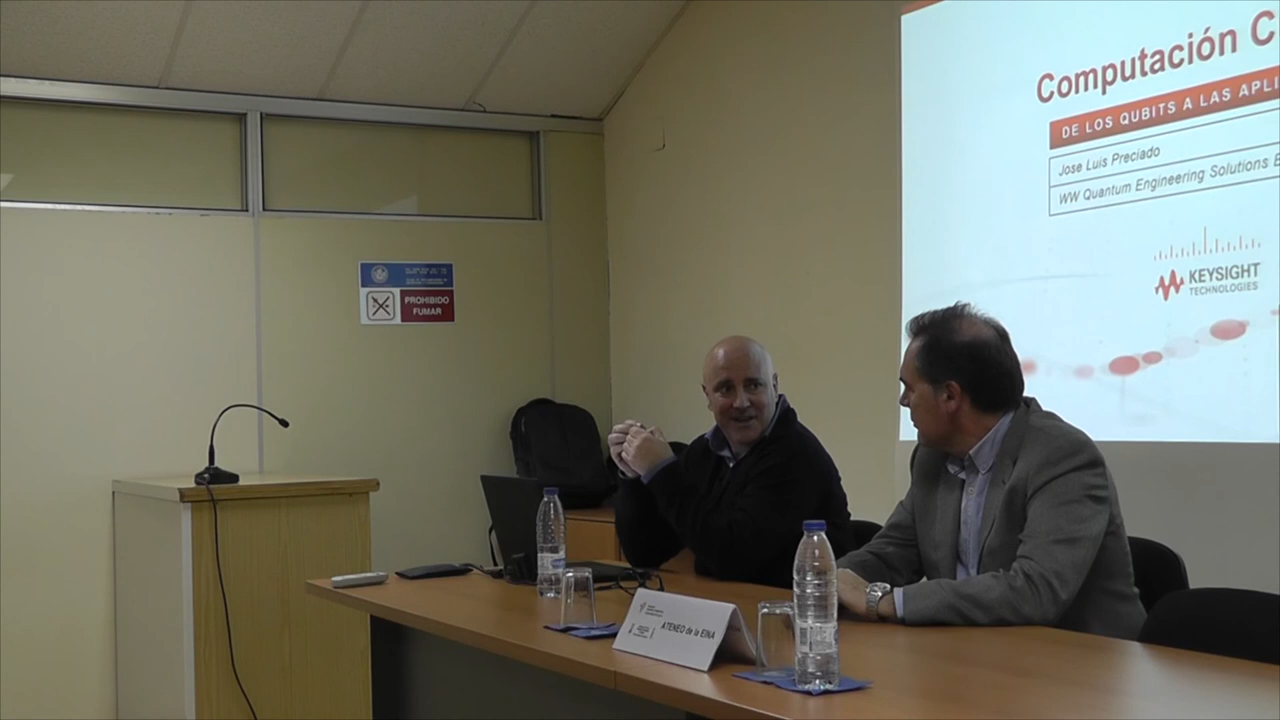 Computación C
DE LOS QUBITS A LAS APLI
Jose Luis Preciado
WW Quantum Engineering Solutions
KEYSIGHT
TECHNOLOGIES
PROHIBIDO
FUMAR
ATENEO de la EINA